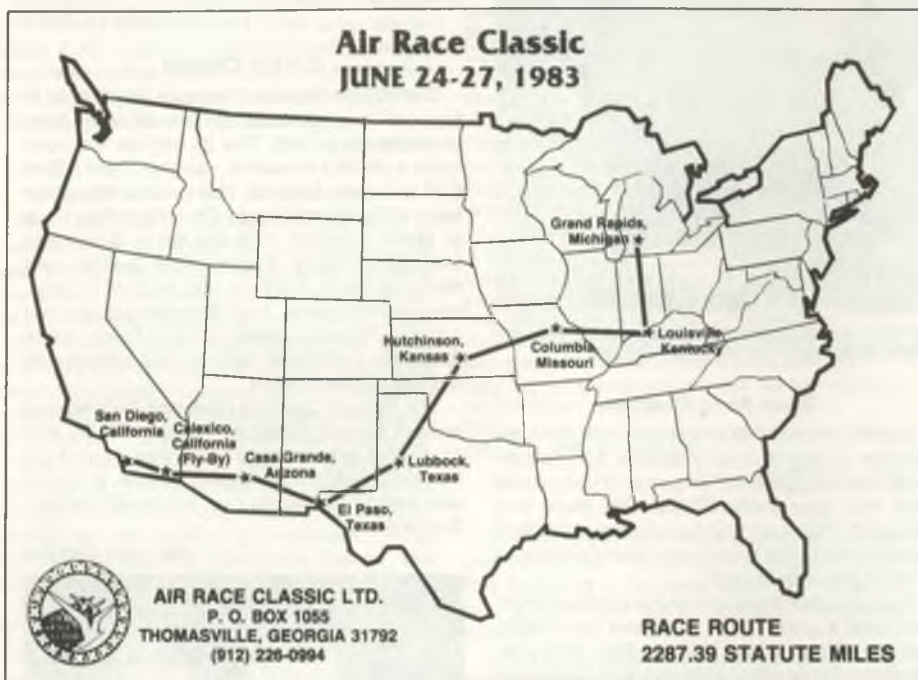 Air Race Classic
JUNE 24-27, 1983
Grand Rapids,
Michigan
Hutchinson,
Kansas
Columbia
Missouri
Louisville,
Kentucky
San Diego,
California
Calexico,
California
(Fly-By)
Casa Grande,
Arizona
Lubbock,
Texas
El Paso,
Texas
AIR RACE CLASSIC LTD.
P. O. BOX 1055
THOMASVILLE, GEORGIA 31792
(912) 226-0994
RACE ROUTE
2287.39 STATUTE MILES